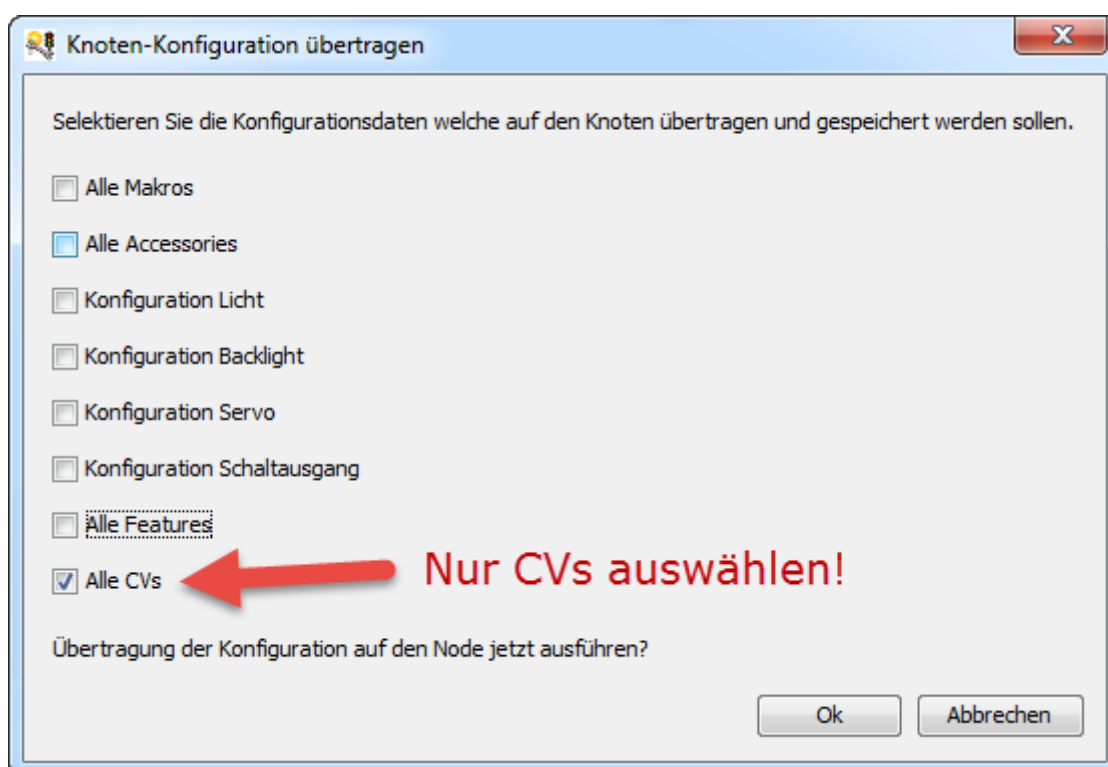 Knoten-Konfiguration übertragen
Selektieren Sie die Konfigurationsdaten welche auf den Knoten übertragen und gespeichert werden sollen.
Alle Makros
Alle Accessories
Konfiguration Licht
Konfiguration Backlight
Konfiguration Servo
Konfiguration Schaltausgang
Alle Features
Alle CVs
Nur CVs auswählen!
Übertragung der Konfiguration auf den Node jetzt ausführen?
Ok
Abbrechen